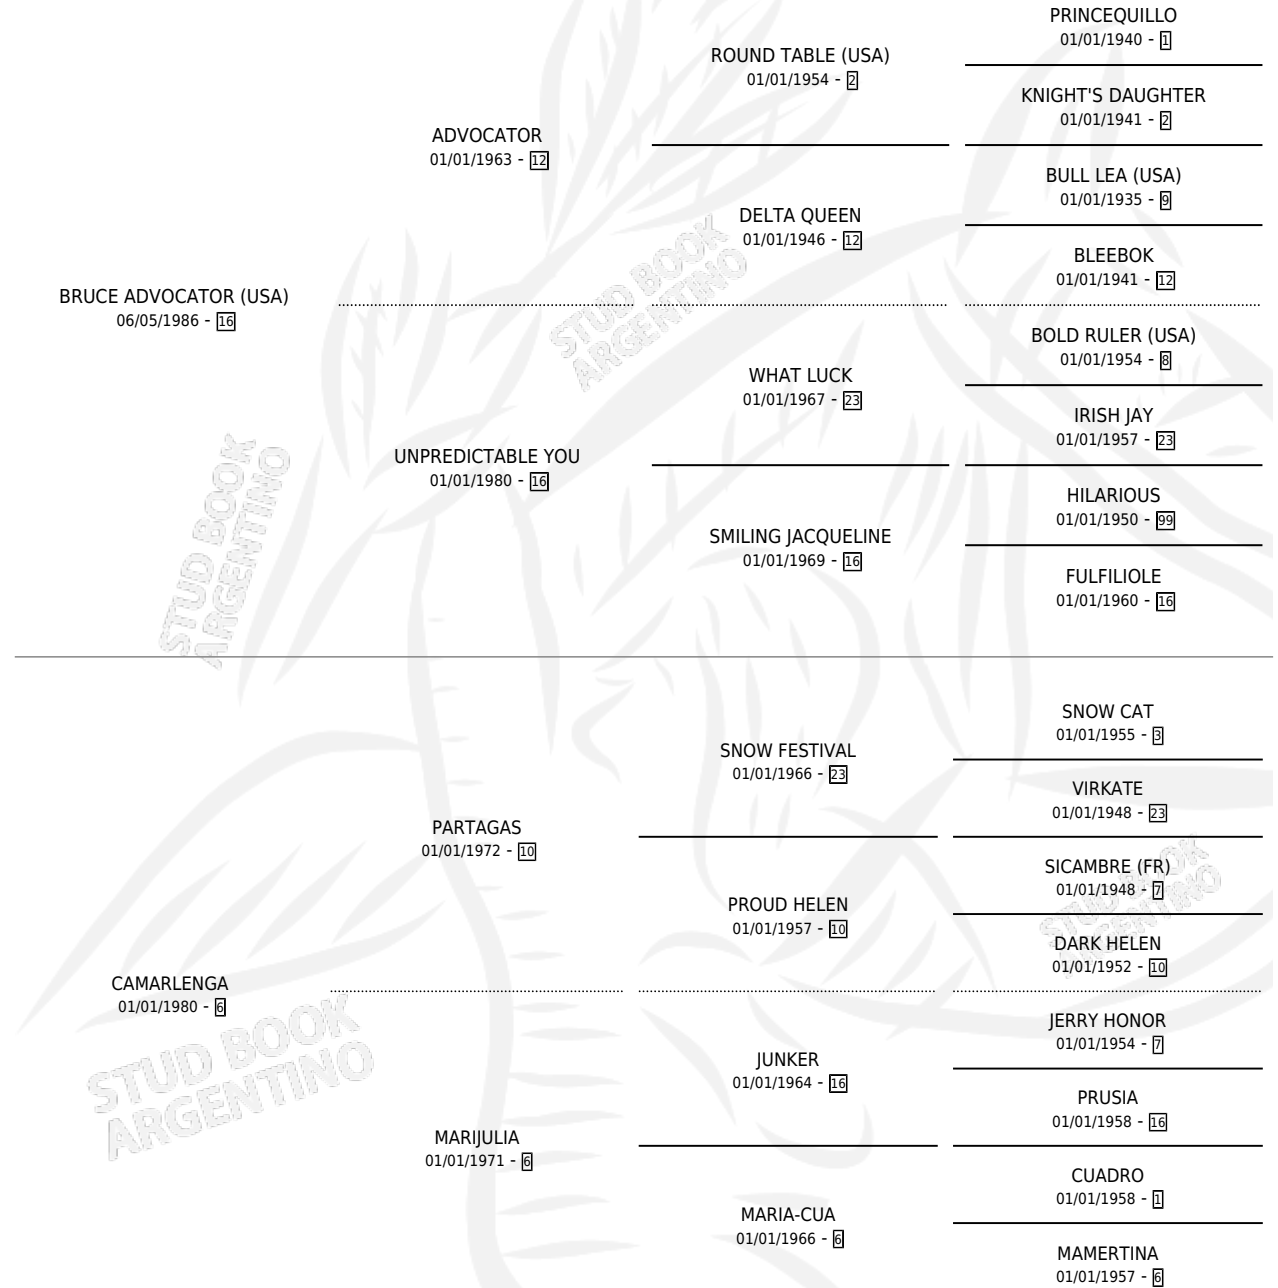 PRINCEQUILLO
01/01/1940 - 1
ROUND TABLE (USA)
01/01/1954 - 2
KNIGHT'S DAUGHTER
01/01/1941 - 2
ADVOCATOR
01/01/1963 - 12
BULL LEA (USA)
01/01/1935 - 9
DELTA QUEEN
01/01/1946 - 12
BLEEBOK
01/01/1941 - 12
BRUCE ADVOCATOR (USA)
06/05/1986 - 16
BOLD RULER (USA)
01/01/1954 - 8
WHAT LUCK
01/01/1967 - 23
IRISH JAY
01/01/1957 - 23
UNPREDICTABLE YOU
01/01/1980 - 16
HILARIOUS
01/01/1950 - 99
SMILING JACQUELINE
01/01/1969 - 16
FULFILIOLE
01/01/1960 - 16
SNOW CAT
01/01/1955 - 3
SNOW FESTIVAL
01/01/1966 - 23
VIRKATE
01/01/1948 - 23
PARTAGAS
01/01/1972 - 10
SICAMBRE (FR)
01/01/1948 - 7
PROUD HELEN
01/01/1957 - 10
DARK HELEN
01/01/1952 - 10
CAMARLENGA
01/01/1980 - 6
JERRY HONOR
01/01/1954 - 7
JUNKER
01/01/1964 - 16
PRUSIA
01/01/1958 - 16
MARIJULIA
01/01/1971 - 6
CUADRO
01/01/1958 - 1
MARIA-CUA
01/01/1966 - 6
MAMERTINA
01/01/1957 - 6
STUD BOOK
ARGENTINO
STUD BOOK
ARGENTINO
STUD BOOK
ARGENTINO
STUD BOOK
ARGENTINO